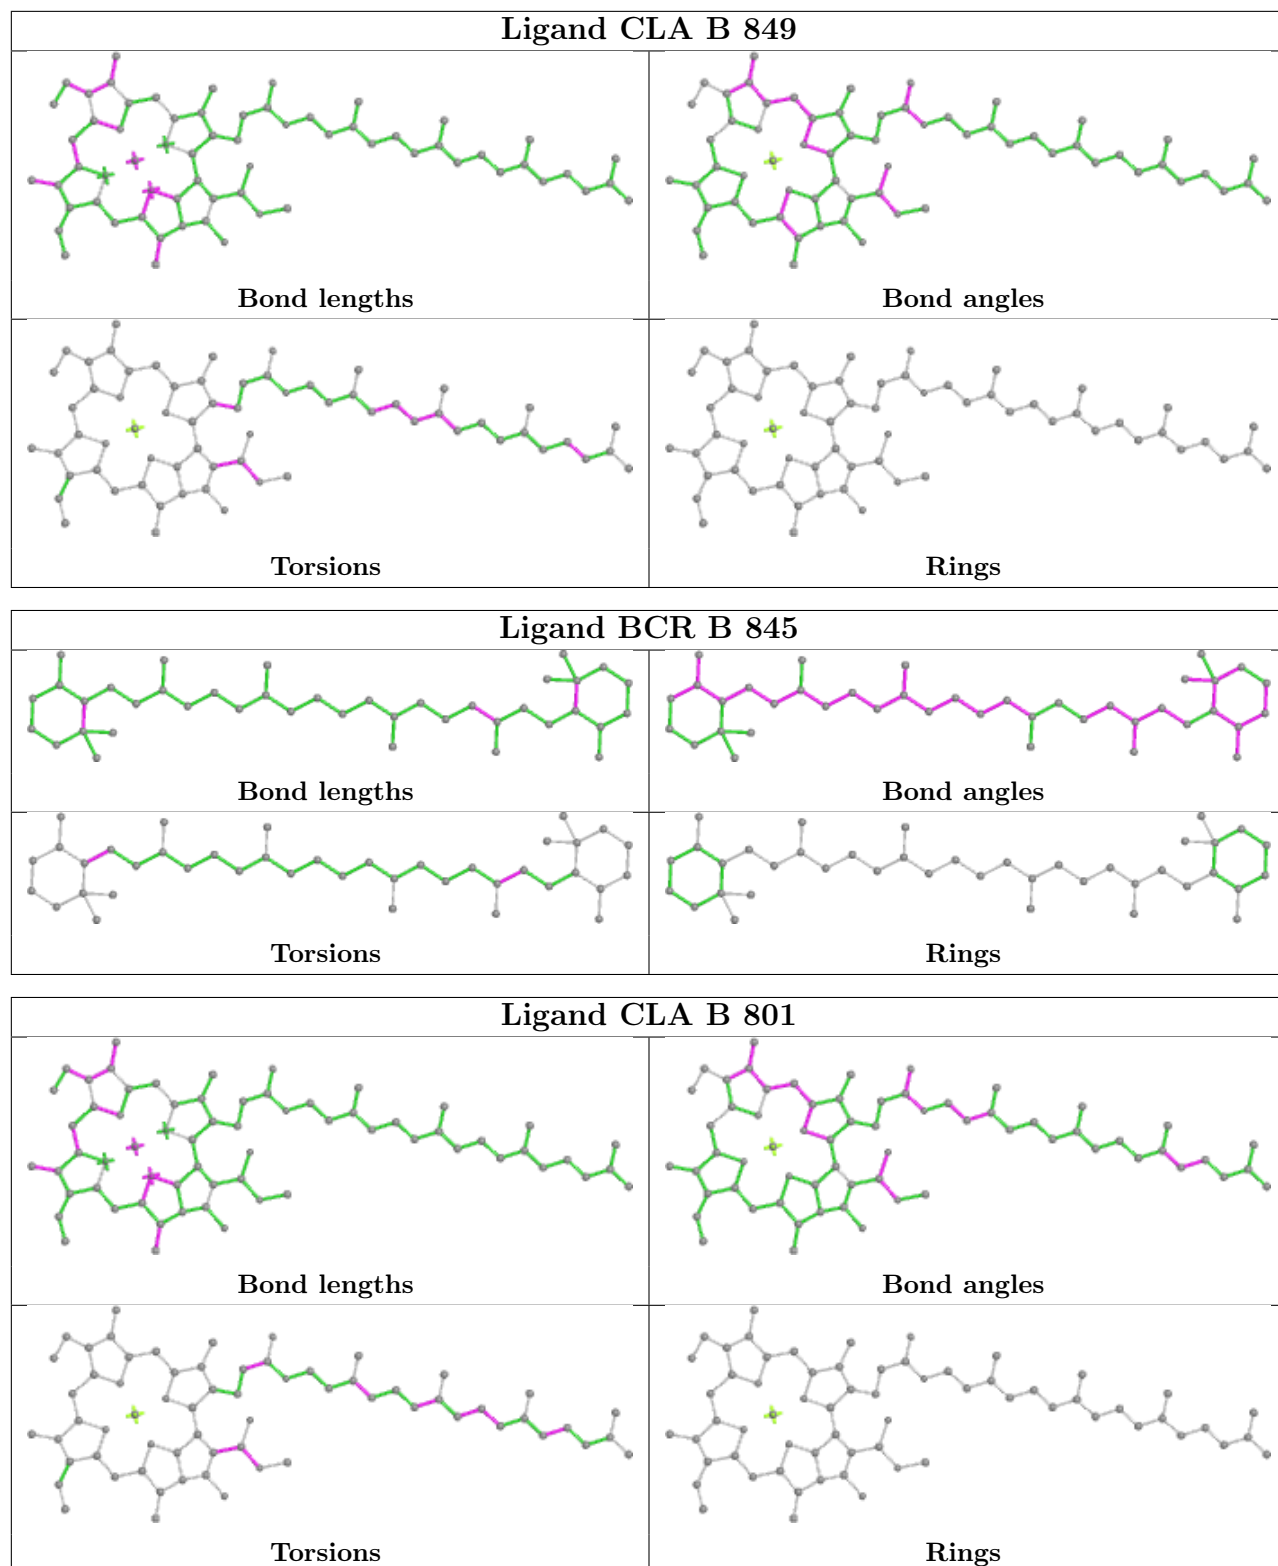 Ligand CLA B 849
Bond lengths
Bond angles
Torsions
Rings
Ligand BCR B 845
Bond lengths
Bond angles
Torsions
Rings
Ligand CLA B 801
Bond lengths
Bond angles
Torsions
Rings